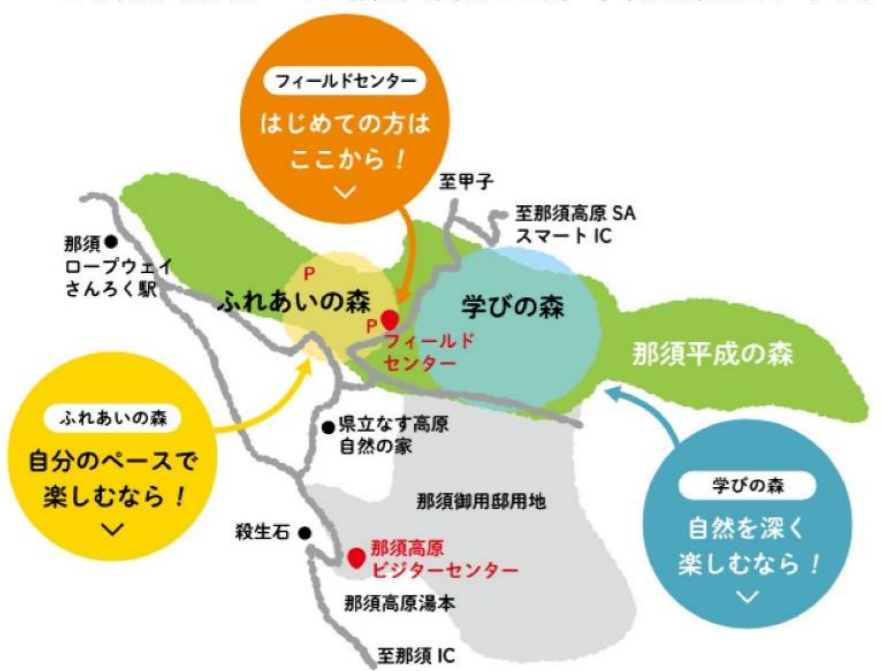 フィールドセンター
はじめての方は
ここから！
至甲子
至那須高原 SA
スマート IC
那須
ロープウェイ
さんろく駅
P
ふれあいの森
学びの森
P
フィールド
センター
那須平成の森
ふれあいの森
自分のペースで
楽しむなら！
県立なす高原
自然の家
学びの森
自然を深く
楽しむなら！
那須御用邸用地
殺生石
那須高原
ビジターセンター
那須高原湯本
至那須 IC